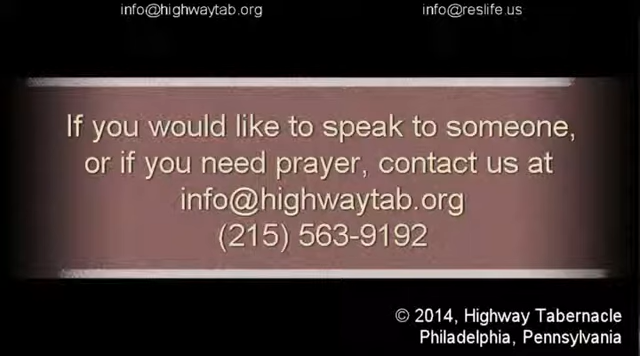 info@highwaytab.org info@reslife.us
If you would like to speak to someone,
or if you need prayer, contact us at
info@highwaytab.org
(215) 563-9192
© 2014, Highway Tabernacle
Philadelphia, Pennsylvania